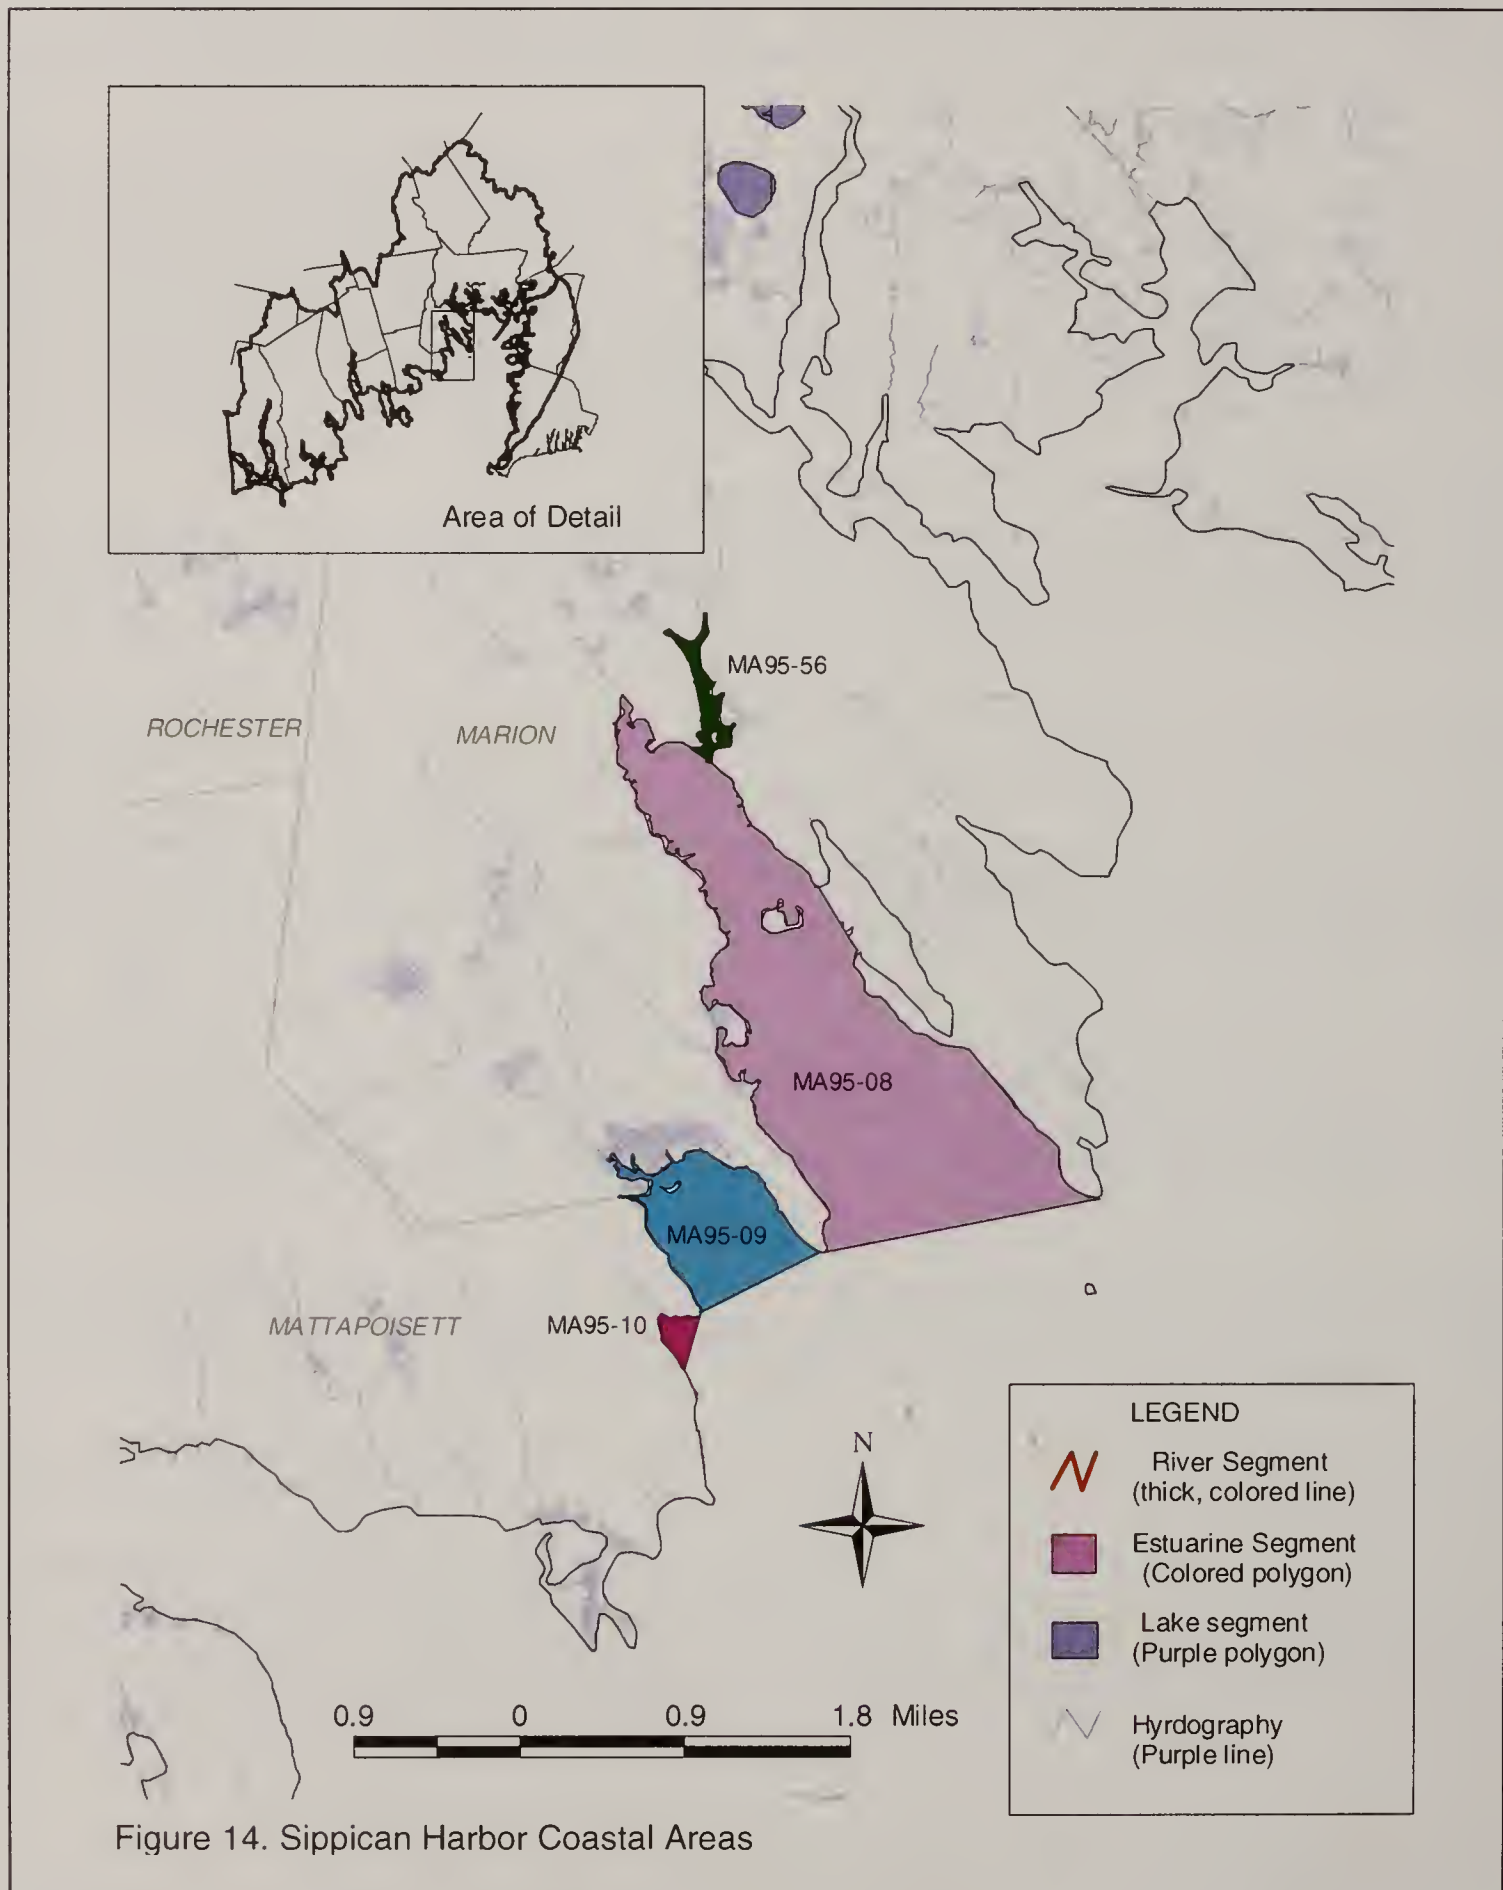 Area of Detail
MA95-56
ROCHESTER
MARION
MA95-08
MA95-09
MATTAPOISETT
MA95-10
LEGEND
River Segment
(thick, colored line)
Estuarine Segment
(Colored polygon)
Lake segment
(Purple polygon)
Hyrdography
(Purple line)
N
0.9 0 0.9 1.8 Miles
Figure 14. Sippican Harbor Coastal Areas